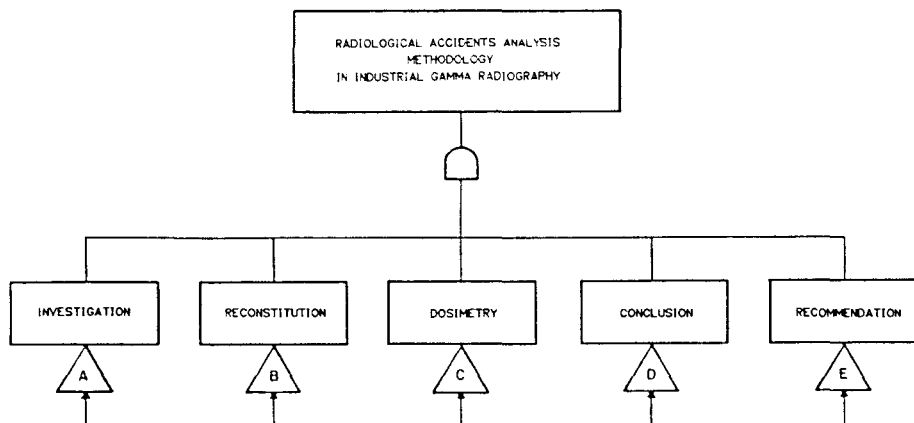 RADIOLOGICAL ACCIDENTS ANALYSIS
METHODOLOGY
IN INDUSTRIAL GAMMA RADIOGRAPHY
INVESTIGATION
RECONSTITUTION
DOSIMETRY
CONCLUSION
RECOMMENDATION
A
B
C
D
E